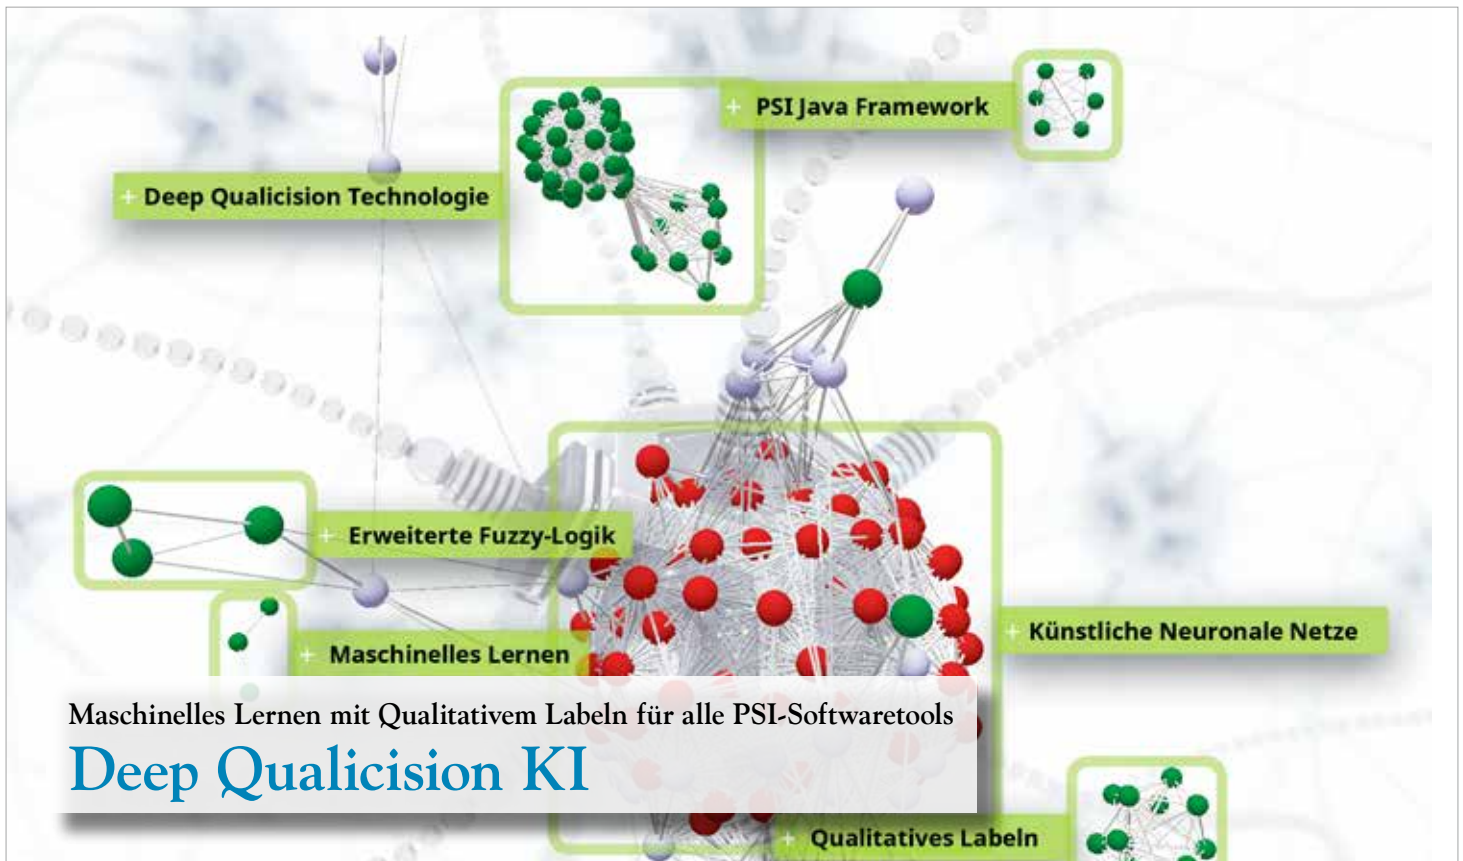 + PSI Java Framework
+ Deep Qualicision Technologie
+ Erweiterte Fuzzy-Logik
+ Künstliche Neuronale Netze
+ Maschinelles Lernen
Maschinelles Lernen mit Qualitativem Labeln für alle PSI-Softwaretools
Deep Qualicision KI
+ Qualitatives Labeln